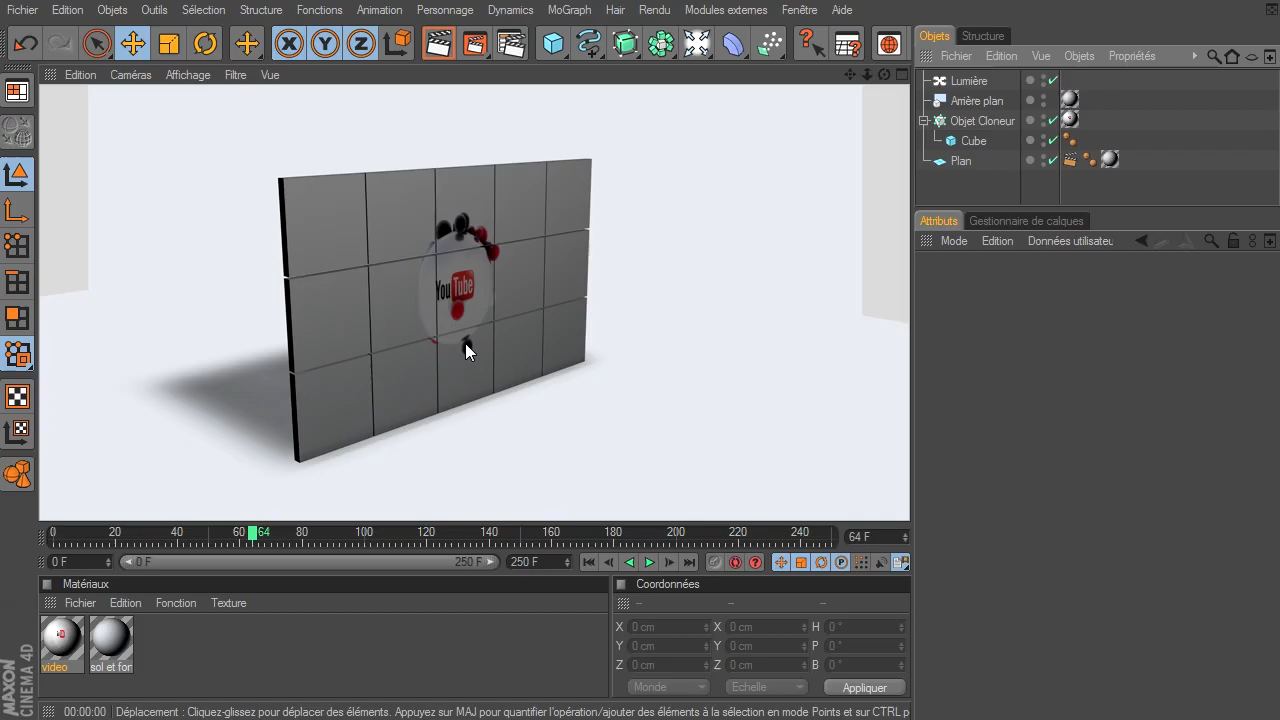 Fichier Edition Objets Outils Sélection Structure Fonctions Animation Personnage Dynamics MoGraph Hair Rendu Modules externes Fenêtre Aide
Objets Structure
Fichier Edition Vue Objets Propriétés
Edition Caméras Affichage Filtre Vue
Lumière
Arrière plan
Objet Cloneur
Cube
Plan
Attributs Gestionnaire de calques
Mode Edition Données utilisateu
X Y Z
YouTube
0 20 40 60 64 80 100 120 140 160 180 200 220 240 64 F
0 F 0 F 250 F 250 F
Matériaux
Fichier Edition Fonction Texture
video sol et for
Coordonnées
-- -- --
X 0 cm X 0 cm H 0 °
Y 0 cm Y 0 cm P 0 °
Z 0 cm Z 0 cm B 0 °
Monde Echelle Appliquer
MAXON
CINEMA 4D
00:00:00 Déplacement : Cliquez-glissez pour déplacer des éléments. Appuyez sur MAJ pour quantifier l'opération/ajouter des éléments à la sélection en mode Points et sur CTRL p